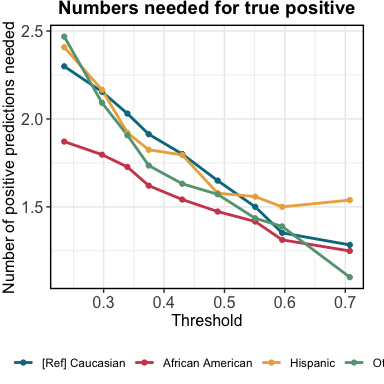 Numbers needed for true positive
Number of positive predictions needed
2.5
2.0
1.5
0.3 0.4 0.5 0.6 0.7
Threshold
[Ref] Caucasian African American Hispanic